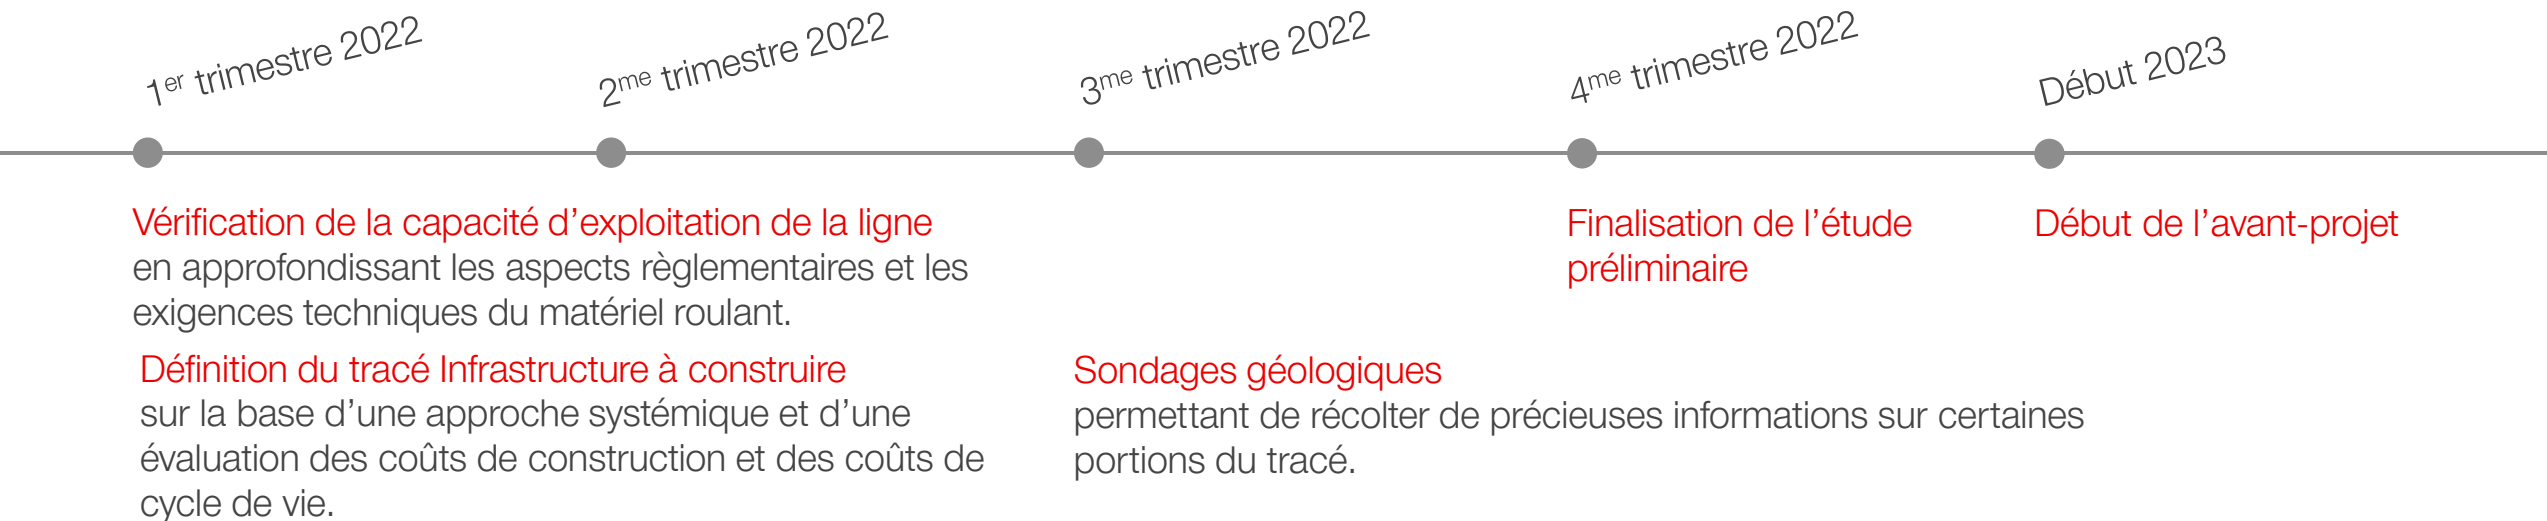 1er trimestre 2022
2me trimestre 2022
3me trimestre 2022
4me trimestre 2022
Début 2023
Vérification de la capacité d’exploitation de la ligne
en approfondissant les aspects règlementaires et les
exigences techniques du matériel roulant.
Définition du tracé Infrastructure à construire
sur la base d’une approche systémique et d’une
évaluation des coûts de construction et des coûts de
cycle de vie.
Sondages géologiques
permettant de récolter de précieuses informations sur certaines
portions du tracé.
Finalisation de l’étude
préliminaire
Début de l’avant-projet